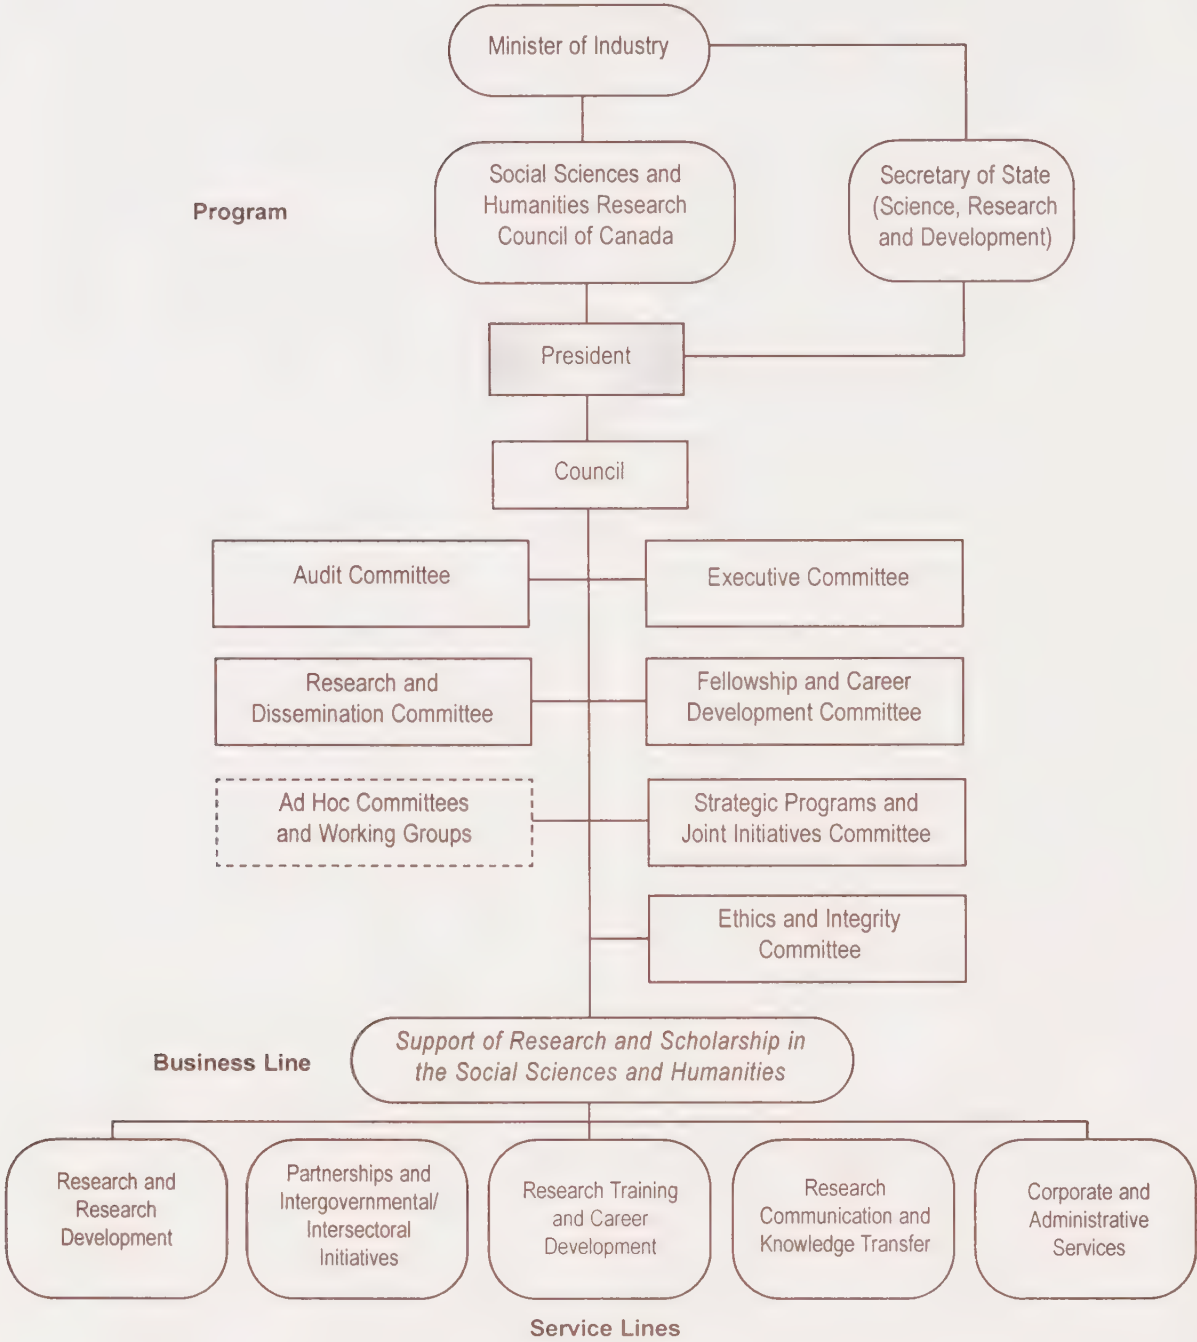 Minister of Industry
Program
Social Sciences and
Humanities Research
Council of Canada
Secretary of State
(Science, Research
and Development)
President
Council
Audit Committee
Executive Committee
Research and
Dissemination Committee
Fellowship and Career
Development Committee
Ad Hoc Committees
and Working Groups
Strategic Programs and
Joint Initiatives Committee
Ethics and Integrity
Committee
Business Line
Support of Research and Scholarship in
the Social Sciences and Humanities
Research and
Research
Development
Partnerships and
Intergovernmental/
Intersectoral
Initiatives
Research Training
and Career
Development
Research
Communication and
Knowledge Transfer
Corporate and
Administrative
Services
Service Lines